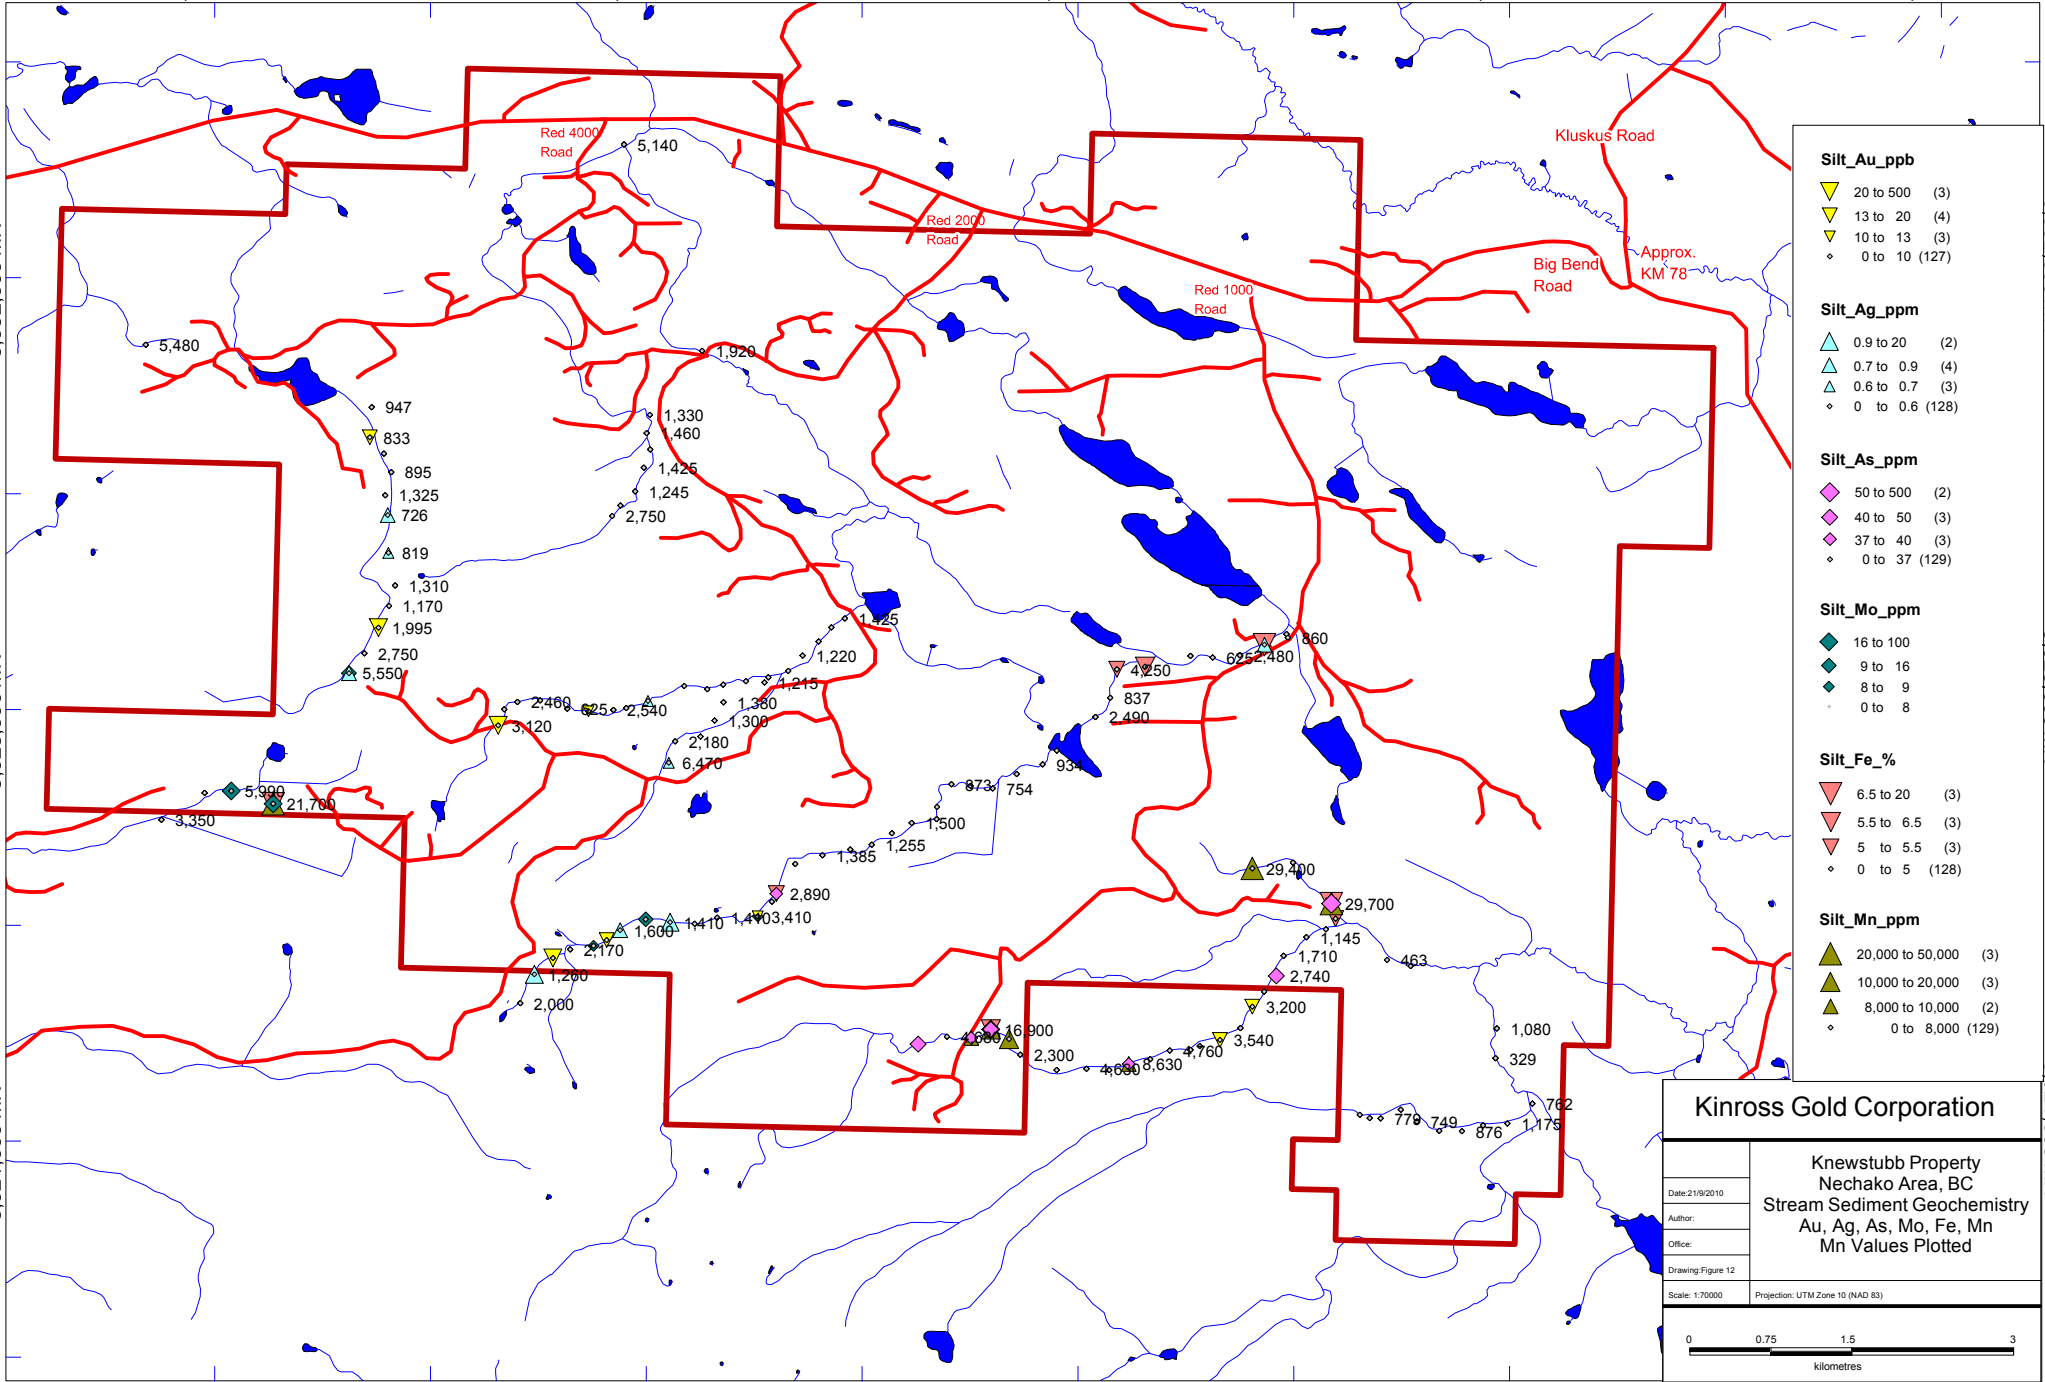 Red 4000
Road
5,140
Kluskus Road
Red 2000
Road
Big Bend
Road
Approx.
KM 78
Red 1000
Road
5,480
1,920
947
833
895
1,325
726
819
1,310
1,170
1,995
2,750
5,550
1,330
1,460
1,425
1,245
2,750
1,425
1,220
1,215
1,380
1,300
2,180
6,470
2,460
625
2,540
3,120
860
2,480
625
4,250
837
2,490
934
754
873
1,500
1,255
1,385
2,890
3,410
1,410
1,410
1,600
2,170
1,260
2,000
5,990
21,700
3,350
29,400
29,700
1,145
1,710
2,740
463
3,200
3,540
4,760
8,630
4,630
2,300
16,900
4,680
1,080
329
762
1,175
876
749
779
Silt_Au_ppb
20 to 500 (3)
13 to 20 (4)
10 to 13 (3)
0 to 10 (127)
Silt_Ag_ppm
0.9 to 20 (2)
0.7 to 0.9 (4)
0.6 to 0.7 (3)
0 to 0.6 (128)
Silt_As_ppm
50 to 500 (2)
40 to 50 (3)
37 to 40 (3)
0 to 37 (129)
Silt_Mo_ppm
16 to 100
9 to 16
8 to 9
0 to 8
Silt_Fe_%
6.5 to 20 (3)
5.5 to 6.5 (3)
5 to 5.5 (3)
0 to 5 (128)
Silt_Mn_ppm
20,000 to 50,000 (3)
10,000 to 20,000 (3)
8,000 to 10,000 (2)
0 to 8,000 (129)
Kinross Gold Corporation
Knewstubb Property
Nechako Area, BC
Stream Sediment Geochemistry
Au, Ag, As, Mo, Fe, Mn
Mn Values Plotted
Date:21/9/2010
Author:
Office:
Drawing:Figure 12
Scale: 1:70000
Projection: UTM Zone 10 (NAD 83)
0 0.75 1.5 3
kilometres